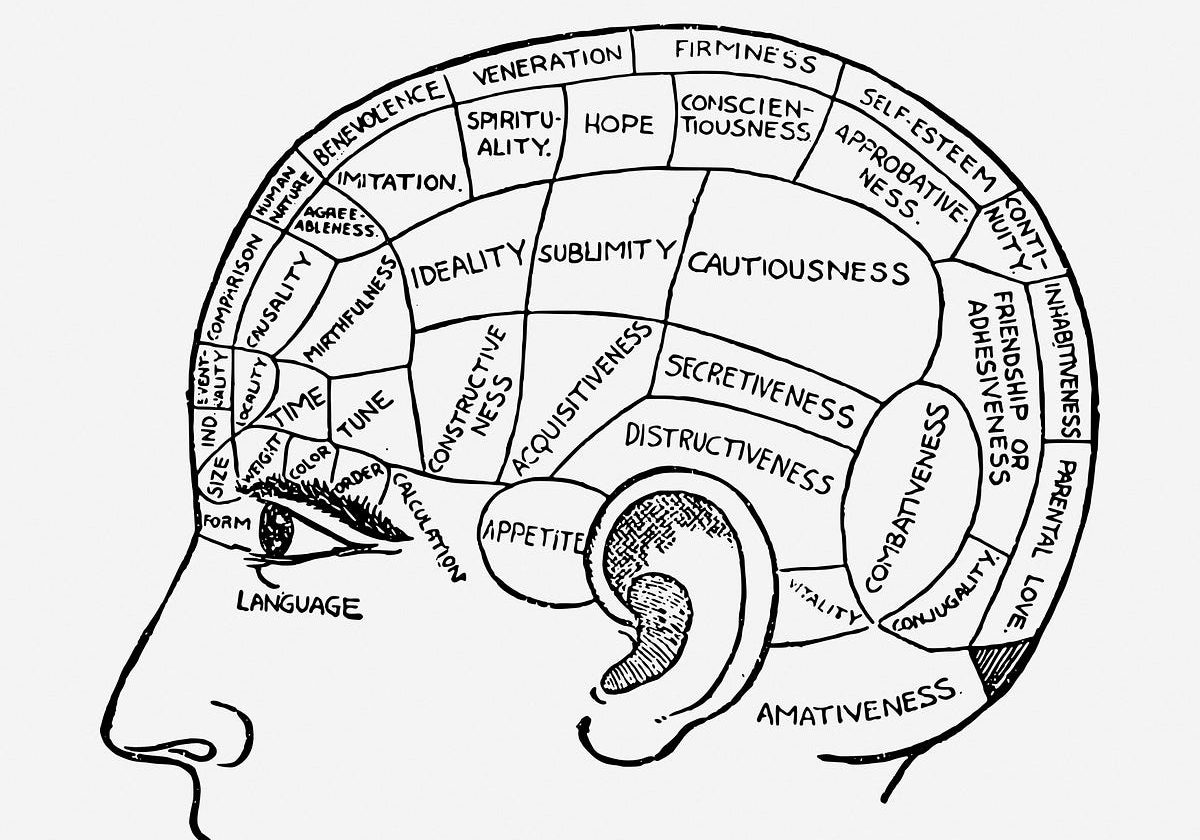 VENERATION
FIRMNESS
BENEVOLENCE
SELF-ESTEEM
SPIRITU-
ALITY.
HOPE
CONSCIEN-
TIOUSNESS.
APPROBATIVE-
NESS.
HUMAN
NATURE
IMITATION.
AGREE-
ABLENESS.
CONTI-
NUITY.
COMPARISON
CAUSALITY
MIRTHFULNESS
IDEALITY
SUBLIMITY
CAUTIOUSNESS
FRIENDSHIP OR
ADHESIVENESS
INHABITIVENESS
EVENT-
UALITY
LOCALITY
TIME
TUNE
CONSTRUCTIVE
NESS
ACQUISITIVENESS
SECRETIVENESS
DISTRUCTIVENESS
COMBATIVENESS
IND.
SIZE
WEIGHT
COLOR
ORDER
CALCULATION
PARENTAL LOVE.
FORM
APPETITE
VITALITY
CONJUGALITY.
LANGUAGE
AMATIVENESS.